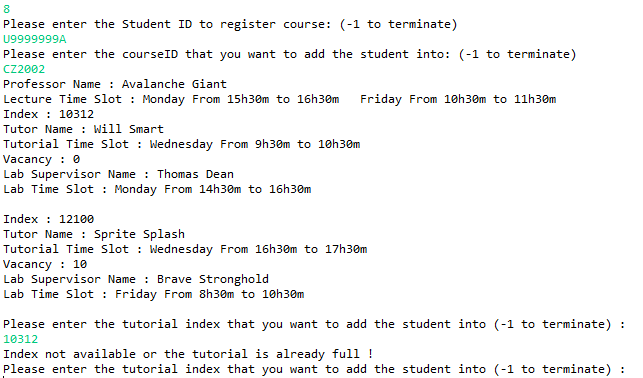 8
Please enter the Student ID to register course: (-1 to terminate)
U9999999A
Please enter the courseID that you want to add the student into: (-1 to terminate)
CZ2002
Professor Name : Avalanche Giant
Lecture Time Slot : Monday From 15h30m to 16h30m   Friday From 10h30m to 11h30m
Index : 10312
Tutor Name : Will Smart
Tutorial Time Slot : Wednesday From 9h30m to 10h30m
Vacancy : 0
Lab Supervisor Name : Thomas Dean
Lab Time Slot : Monday From 14h30m to 16h30m

Index : 12100
Tutor Name : Sprite Splash
Tutorial Time Slot : Wednesday From 16h30m to 17h30m
Vacancy : 10
Lab Supervisor Name : Brave Stronghold
Lab Time Slot : Friday From 8h30m to 10h30m

Please enter the tutorial index that you want to add the student into (-1 to terminate) :
10312
Index not available or the tutorial is already full !
Please enter the tutorial index that you want to add the student into (-1 to terminate) :